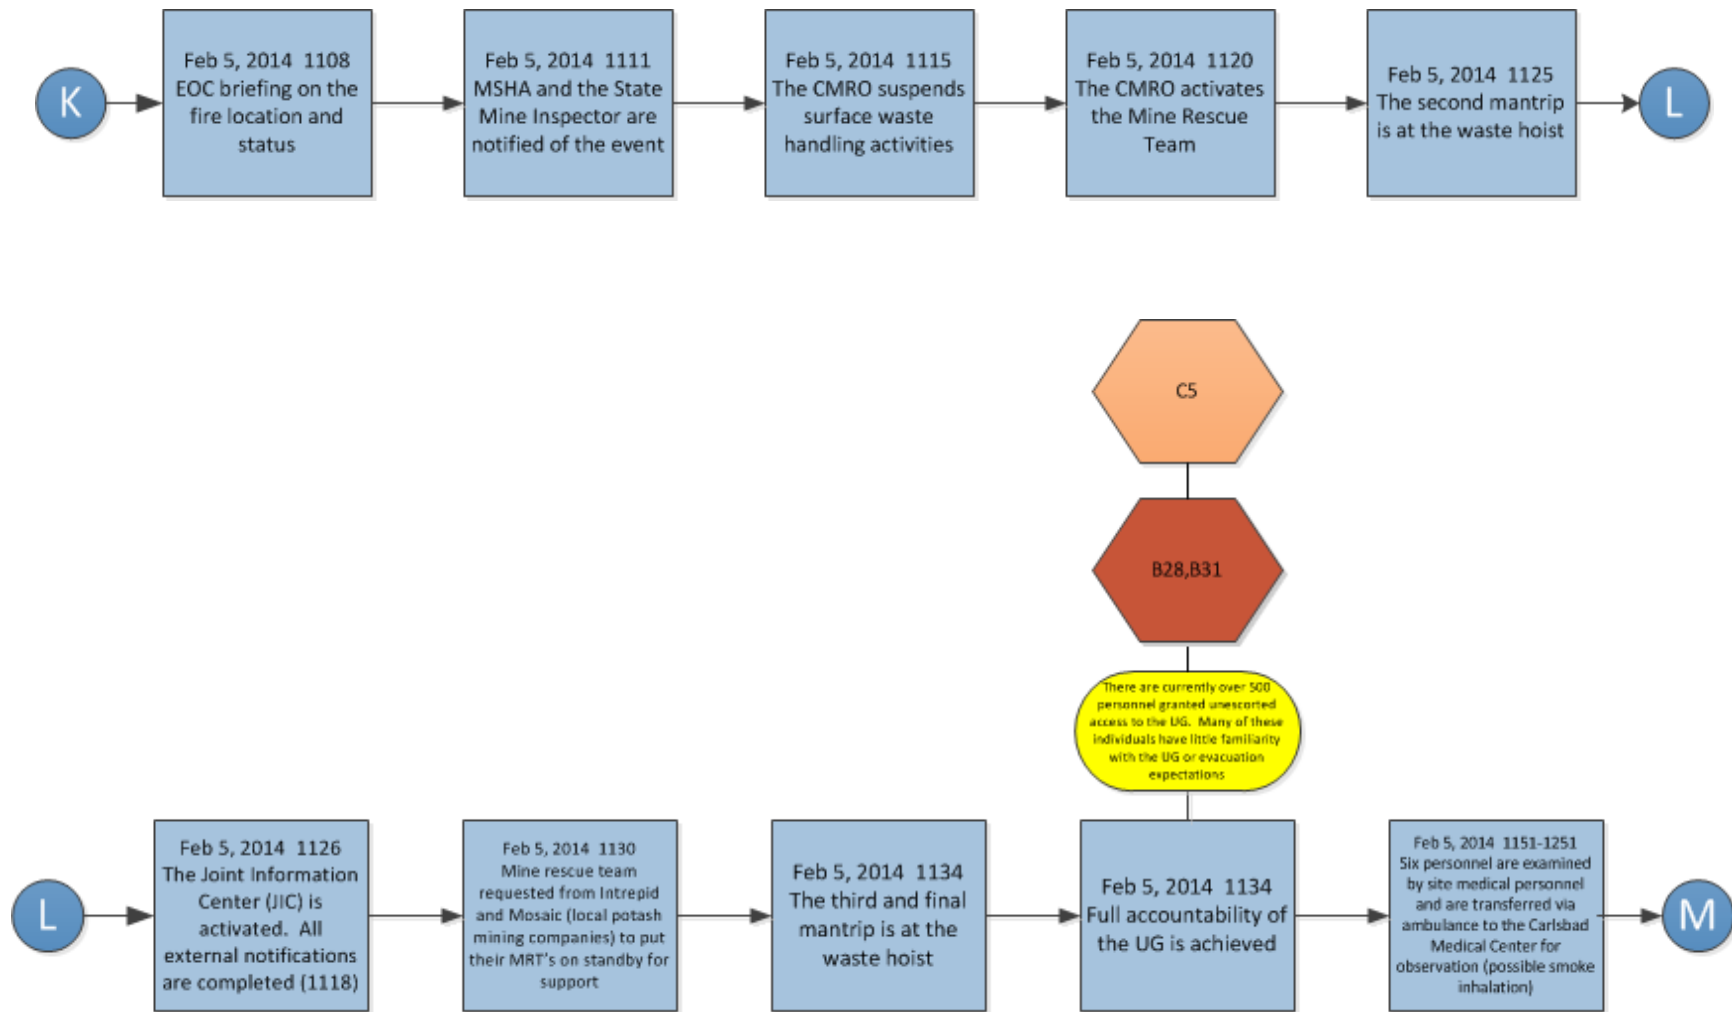 K
Feb 5, 2014 1108
EOC briefing on the
fire location and
status
Feb 5, 2014 1111
MSHA and the State
Mine Inspector are
notified of the event
Feb 5, 2014 1115
The CMRO suspends
surface waste
handling activities
Feb 5, 2014 1120
The CMRO activates
the Mine Rescue
Team
Feb 5, 2014 1125
The second mantrip
is at the waste hoist
L
C5
B28,B31
There are currently over 500
personnel granted unescorted
access to the UG. Many of these
individuals have little familiarity
with the UG or evacuation
expectations
L
Feb 5, 2014 1126
The Joint Information
Center (JIC) is
activated. All
external notifications
are completed (1118)
Feb 5, 2014 1130
Mine rescue team
requested from Intrepid
and Mosaic (local potash
mining companies) to put
their MRT's on standby for
support
Feb 5, 2014 1134
The third and final
mantrip is at the
waste hoist
Feb 5, 2014 1134
Full accountability of
the UG is achieved
Feb 5, 2014 1151-1251
Six personnel are examined
by site medical personnel
and are transferred via
ambulance to the Carlsbad
Medical Center for
observation (possible smoke
inhalation)
M